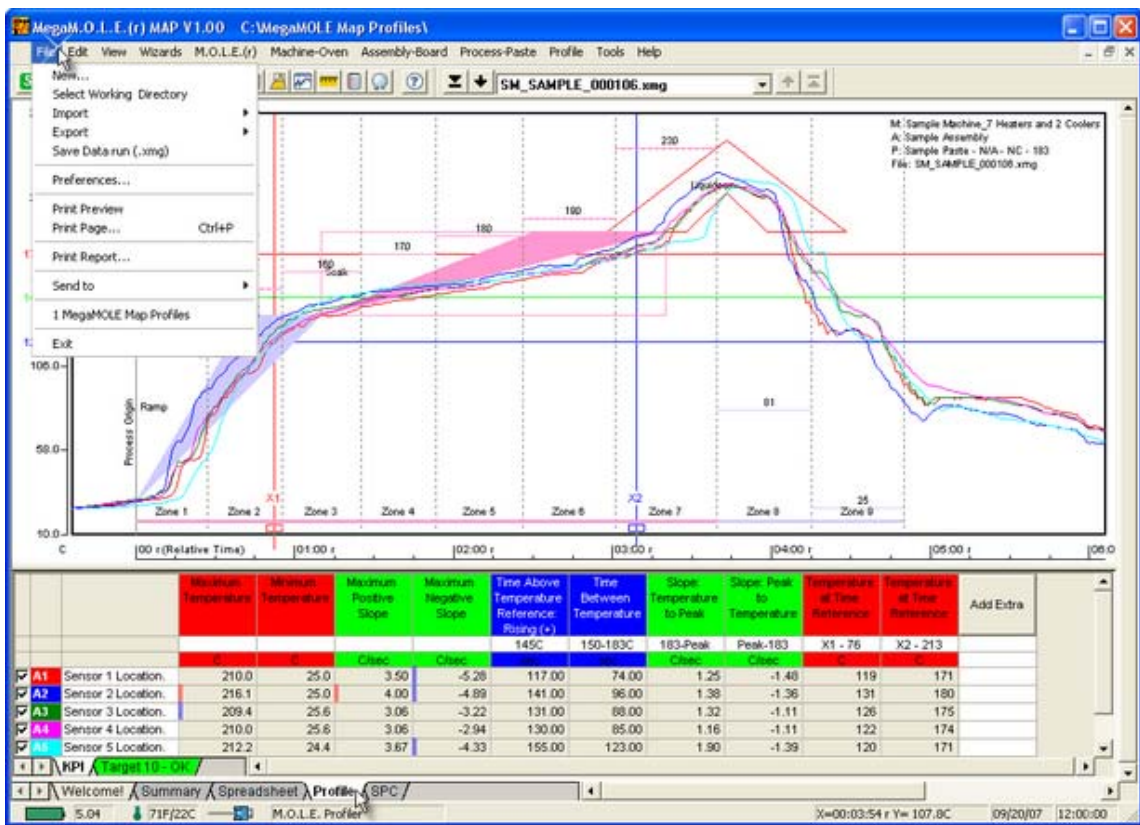 MegaM.O.L.E.(r) MAP V1.00 C:\MegaMOLE Map Profiles\
File Edit View Wizards M.O.L.E.(r) Machine-Oven Assembly-Board Process-Paste Profile Tools Help
SM_SAMPLE_000106.xmg
New...
Select Working Directory
Import
Export
Save Data run (.xmg)
Preferences...
Print Preview
Print Page... Ctrl+P
Print Report...
Send to
1 MegaMOLE Map Profiles
Exit
M: Sample Machine_7 Heaters and 2 Coolers
A: Sample Assembly
P: Sample Paste - N/A - NC - 183
File: SM_SAMPLE_000106.xmg
230
Liquidous
190
180
170
160
Soak
106.0
Ramp
81
Process Origin
58.0
X1 X2
25
Zone 1 Zone 2 Zone 3 Zone 4 Zone 5 Zone 6 Zone 7 Zone 8 Zone 9
10.0
C 00 r(Relative Time) 01:00 r 02:00 r 03:00 r 04:00 r 05:00 r 06:0
Maximum Temperature Minimum Temperature Maximum Positive Slope Maximum Negative Slope Time Above Temperature Reference: Rising (+) Time Between Temperature Slope: Temperature to Peak Slope: Peak to Temperature Temperature at Time Reference Temperature at Time Reference Add Extra
145C 150-183C 183-Peak Peak-183 X1 - 76 X2 - 213
C C C/sec C/sec C/sec C/sec C C
A1 Sensor 1 Location. 210.0 25.0 3.50 -5.28 117.00 74.00 1.25 -1.48 119 171
A2 Sensor 2 Location. 216.1 25.0 4.00 -4.89 141.00 96.00 1.38 -1.36 131 180
A3 Sensor 3 Location. 209.4 25.6 3.06 -3.22 131.00 88.00 1.32 -1.11 126 175
A4 Sensor 4 Location. 210.0 25.6 3.06 -2.94 130.00 85.00 1.16 -1.11 122 174
A5 Sensor 5 Location. 212.2 24.4 3.67 -4.33 155.00 123.00 1.90 -1.39 120 171
KPI Target 10 - OK
Welcome! Summary Spreadsheet Profile SPC
5.04 71F/22C M.O.L.E. Profiler X=00:03:54 r Y= 107.8C 09/20/07 12:00:00